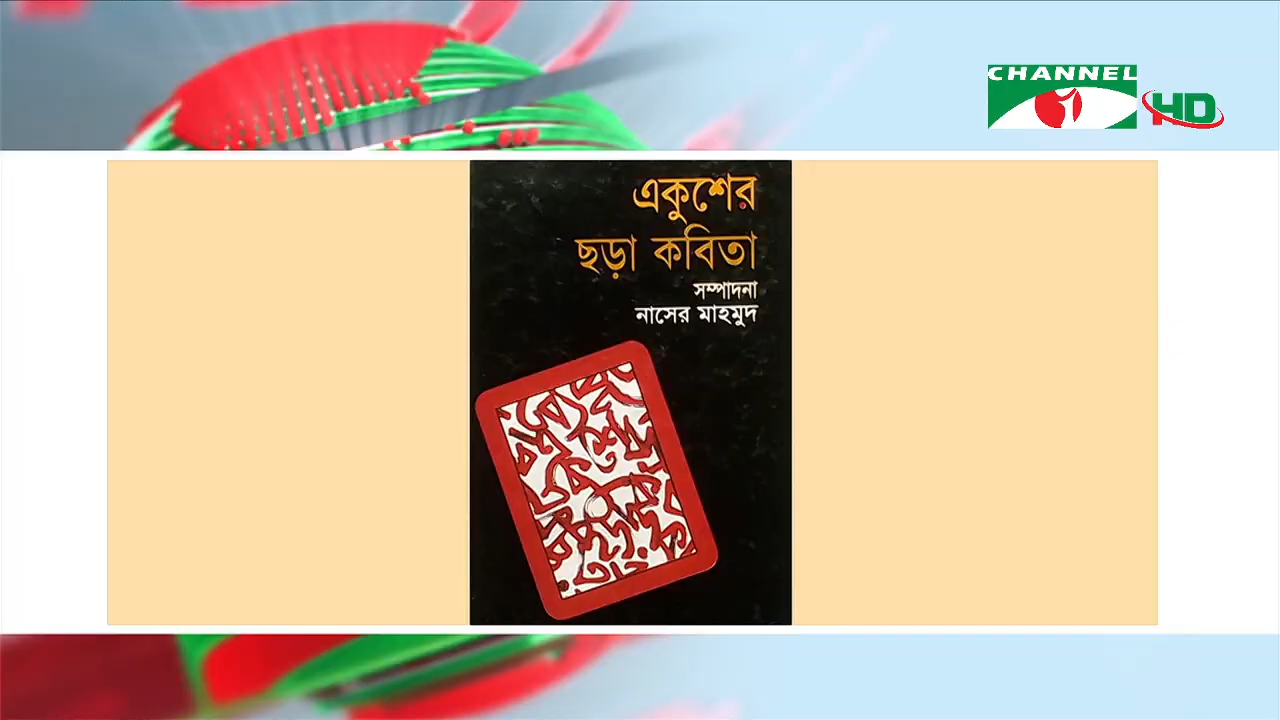 CHANNEL
HD
একুশের
ছড়া কবিতা
সম্পাদনা
নাসের মাহমুদ